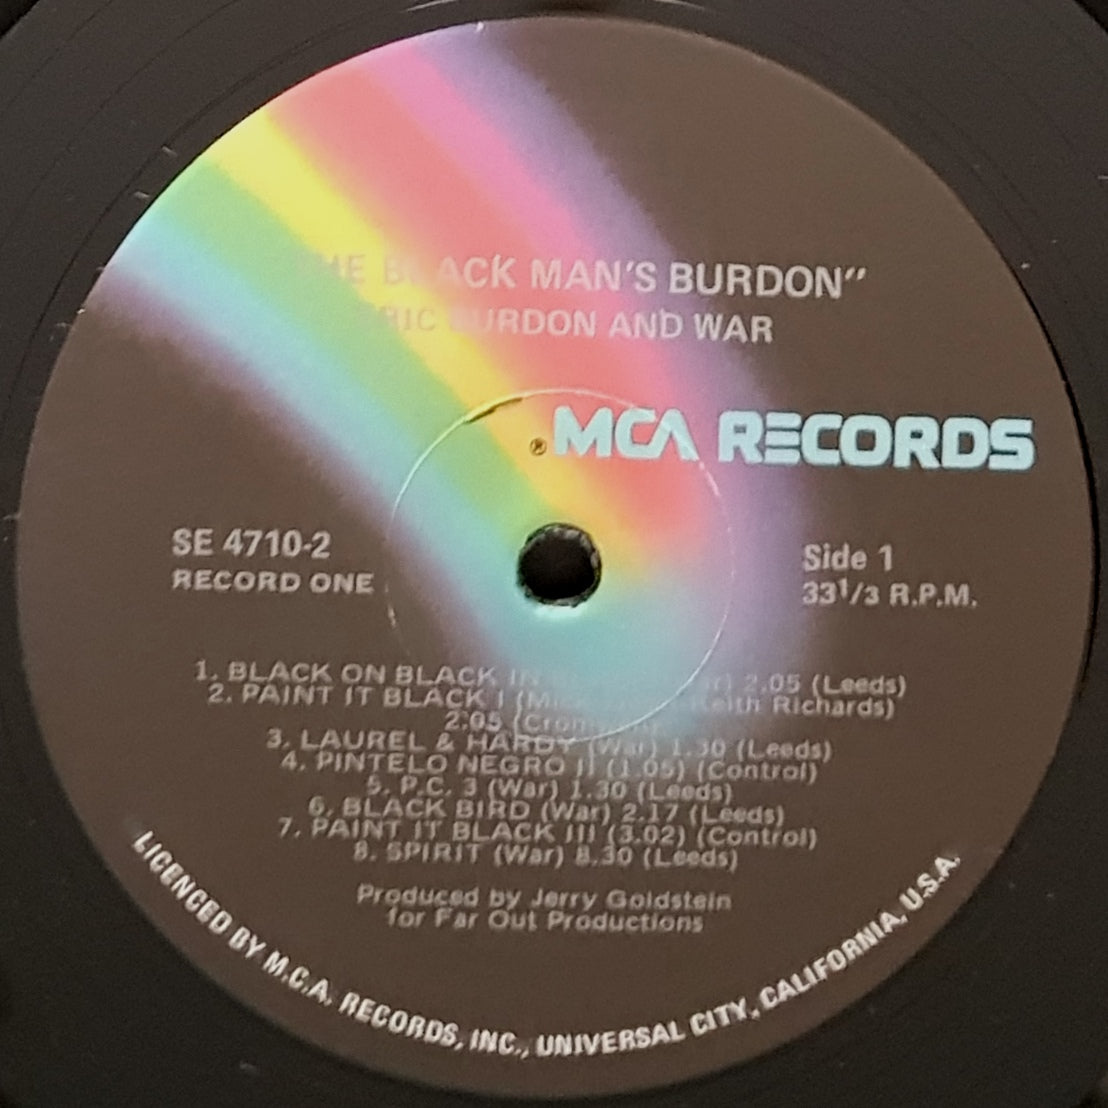 BLACK MAN'S BURDON"
ERIC BURDON AND WAR
® MCA RECORDS
SE 4710-2
RECORD ONE
Side 1
33 1/3 R.P.M.
1. BLACK ON BLACK IN 2.05 (Leeds)
2. PAINT IT BLACK I Keith Richards)
2.05
3. LAUREL & HARDY (War) 1.30 (Leeds)
4. PINTELO NEGRO II (1.05) (Control)
5. P.C. 3 (War) 1.30 (Leeds)
6. BLACK BIRD (War) 2.17 (Leeds)
7. PAINT IT BLACK III (3.02) (Control)
8. SPIRIT (War) 8.30 (Leeds)
Produced by Jerry Goldstein
for Far Out Productions
LICENCED BY M.C.A. RECORDS, INC., UNIVERSAL CITY, CALIFORNIA, U.S.A.